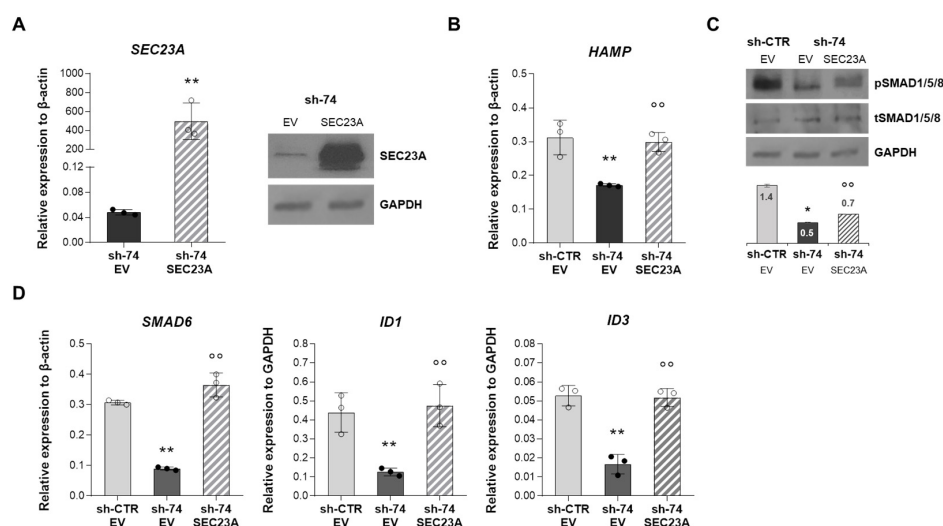 A
SEC23A
Relative expression to β-actin
1000
800
600
400
200
0.08
0.04
0.00
**
sh-74
EV
sh-74
SEC23A
sh-74
EV SEC23A
SEC23A
GAPDH
B
HAMP
Relative expression to β-actin
0.5
0.4
0.3
0.2
0.1
0.0
**
°°
sh-CTR
EV
sh-74
EV
sh-74
SEC23A
C
sh-CTR sh-74
EV EV SEC23A
pSMAD1/5/8
tSMAD1/5/8
GAPDH
1.4
*
0.5
°°
0.7
sh-CTR sh-74 sh-74
EV EV SEC23A
D
SMAD6
Relative expression to β-actin
0.5
0.4
0.3
0.2
0.1
0.0
**
°°
sh-CTR
EV
sh-74
EV
sh-74
SEC23A
ID1
Relative expression to GAPDH
0.8
0.7
0.6
0.5
0.4
0.3
0.2
0.1
0.0
**
°°
sh-CTR
EV
sh-74
EV
sh-74
SEC23A
ID3
Relative expression to GAPDH
0.08
0.07
0.06
0.05
0.04
0.03
0.02
0.01
0.00
**
°°
sh-CTR
EV
sh-74
EV
sh-74
SEC23A